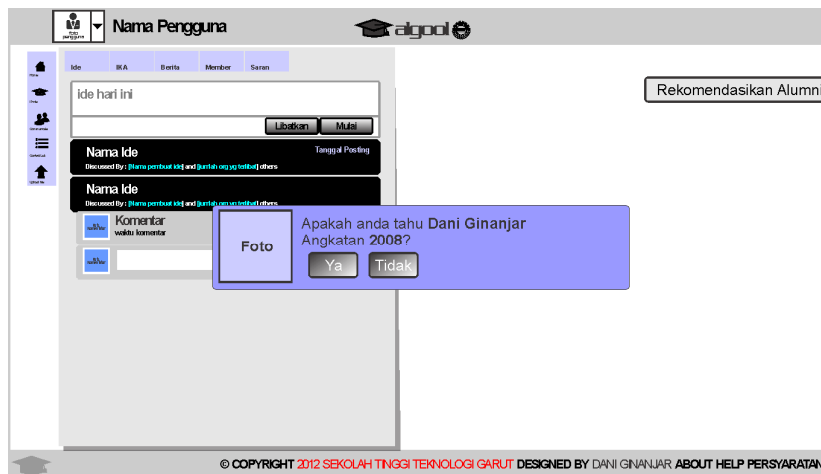 foto
pengguna
Nama Pengguna
algool
Ide IKA Berita Member Saran
ide hari ini
Libatkan Mulai
Rekomendasikan Alumni
Nama Ide Tanggal Posting
Discussed By : [Nama pembuat ide] and [jumlah org yg terlibat] others
Nama Ide
Discussed By : [Nama pembuat ide] and [jumlah org yg terlibat] others
Komentar
waktu komentar
Foto
Apakah anda tahu Dani Ginanjar
Angkatan 2008?
Ya Tidak
© COPYRIGHT 2012 SEKOLAH TINGGI TEKNOLOGI GARUT DESIGNED BY DANI GINANJAR ABOUT HELP PERSYARATAN